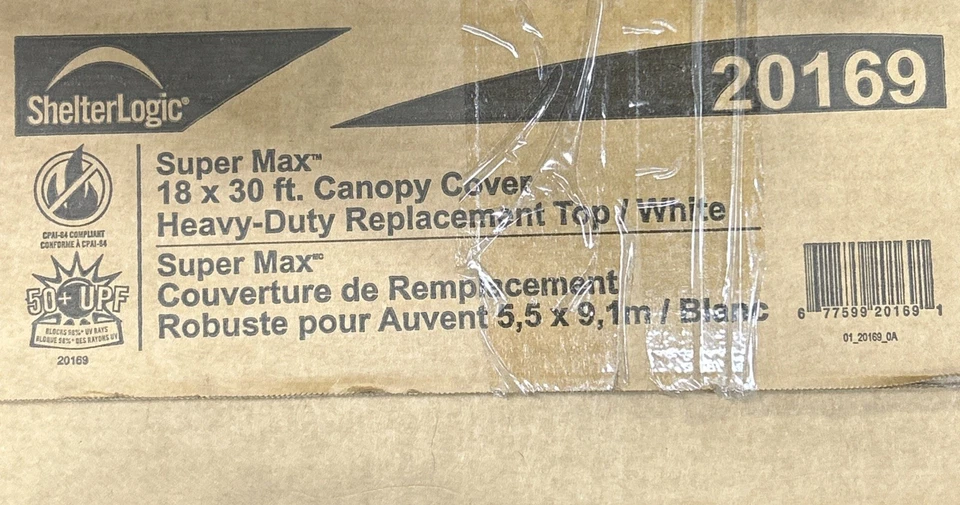 ShelterLogic®
20169
Super Max™
18 x 30 ft. Canopy Cover
Heavy-Duty Replacement Top / White
CPAI-84 COMPLIANT
CONFORME À CPAI-84
Super Max MC
Couverture de Remplacement
Robuste pour Auvent 5,5 x 9,1m / Blanc
50+ UPF
BLOCKS 98%+ UV RAYS
BLOQUE 98%+ DES RAYONS UV
20169
6 77599 20169 1
01_20169_0A